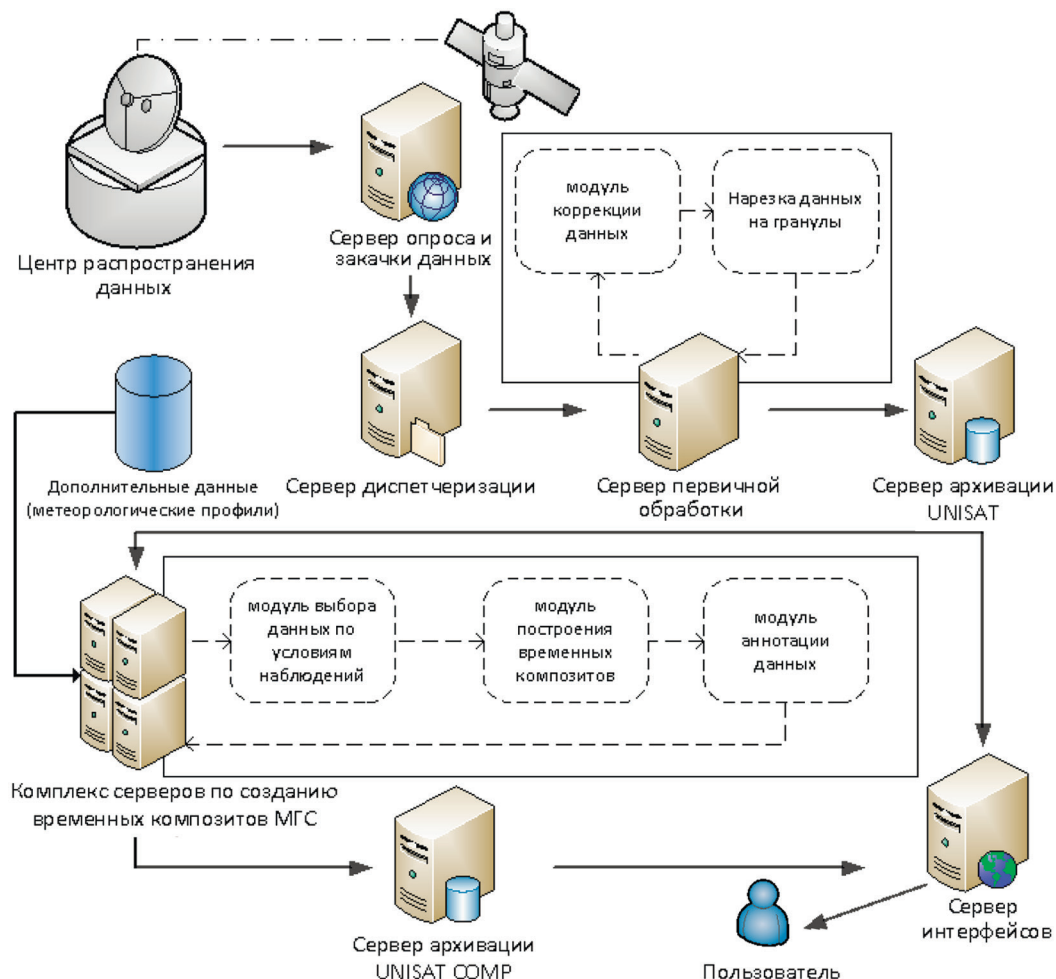 модуль
коррекции
данных
Нарезка данных
на гранулы
Сервер опроса и
закачки данных
Центр распространения
данных
Дополнительные данные
(метеорологические профили)
Сервер диспетчеризации
Сервер первичной
обработки
Сервер архивации
UNISAT
модуль выбора
данных по
условиям
наблюдений
модуль
построения
временных
композитов
модуль
аннотации
данных
Комплекс серверов по созданию
временных композитов МГС
Сервер архивации
UNISAT COMP
Пользователь
Сервер
интерфейсов